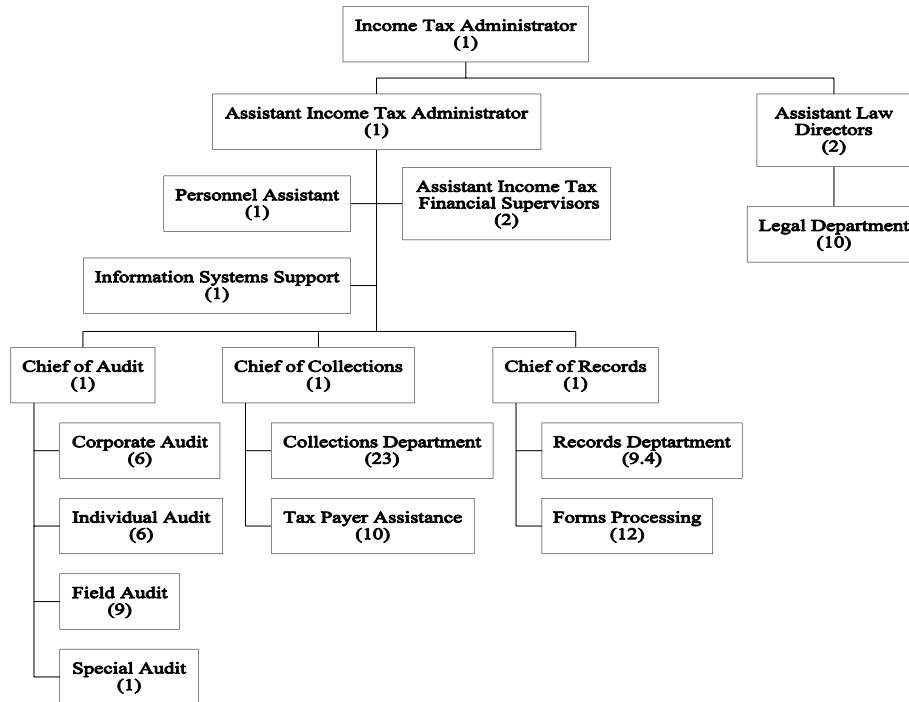 Income Tax Administrator
(1)
Assistant Income Tax Administrator
(1)
Assistant Law
Directors
(2)
Personnel Assistant
(1)
Assistant Income Tax
Financial Supervisors
(2)
Legal Department
(10)
Information Systems Support
(1)
Chief of Audit
(1)
Chief of Collections
(1)
Chief of Records
(1)
Corporate Audit
(6)
Collections Department
(23)
Records Deptartment
(9.4)
Individual Audit
(6)
Tax Payer Assistance
(10)
Forms Processing
(12)
Field Audit
(9)
Special Audit
(1)